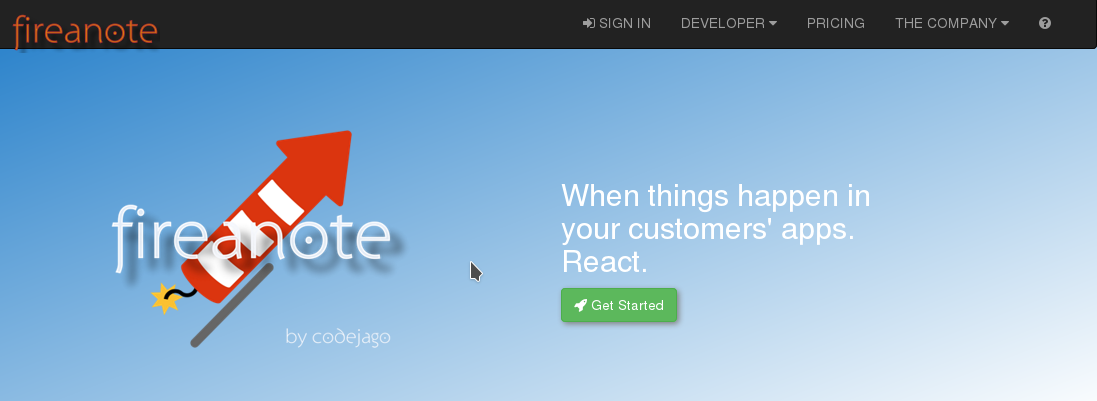 fireanote
SIGN IN
DEVELOPER
PRICING
THE COMPANY
?
fireanote
by codejago
When things happen in
your customers' apps.
React.
Get Started